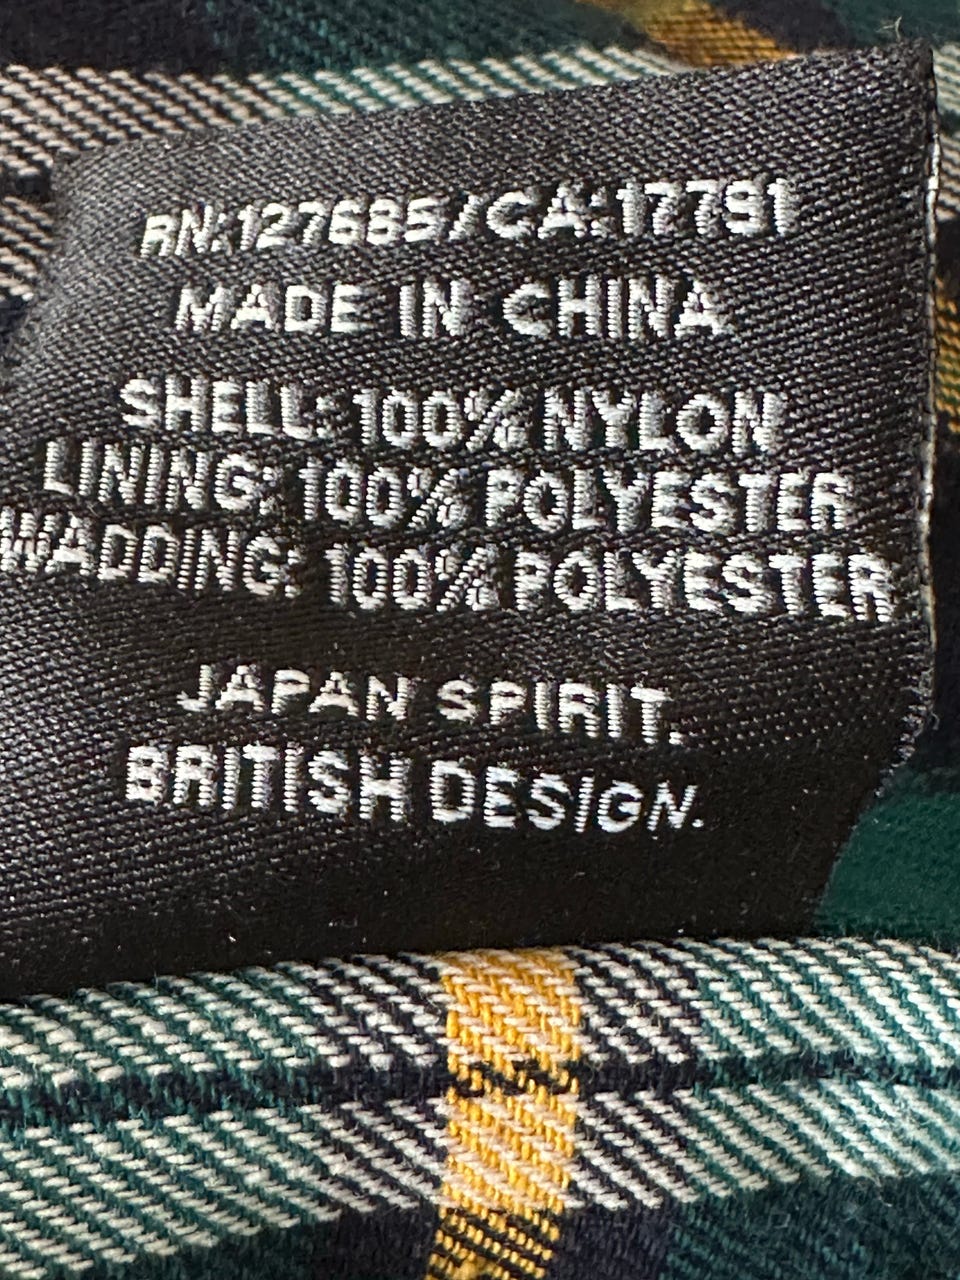 RN:127685/CA:17791
MADE IN CHINA
SHELL: 100% NYLON
LINING: 100% POLYESTER
WADDING: 100% POLYESTER
JAPAN SPIRIT.
BRITISH DESIGN.